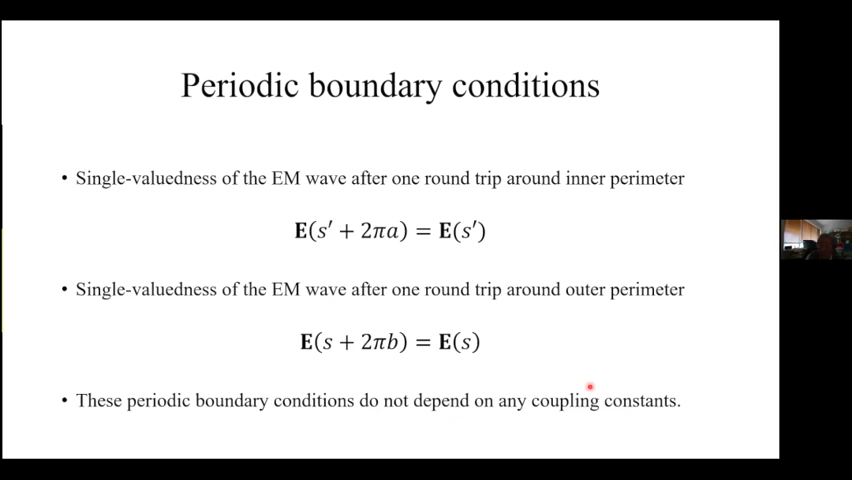 Periodic boundary conditions
• Single-valuedness of the EM wave after one round trip around inner perimeter
𝐄(𝑠′ + 2𝜋𝑎) = 𝐄(𝑠′)
• Single-valuedness of the EM wave after one round trip around outer perimeter
𝐄(𝑠 + 2𝜋𝑏) = 𝐄(𝑠)
• These periodic boundary conditions do not depend on any coupling constants.